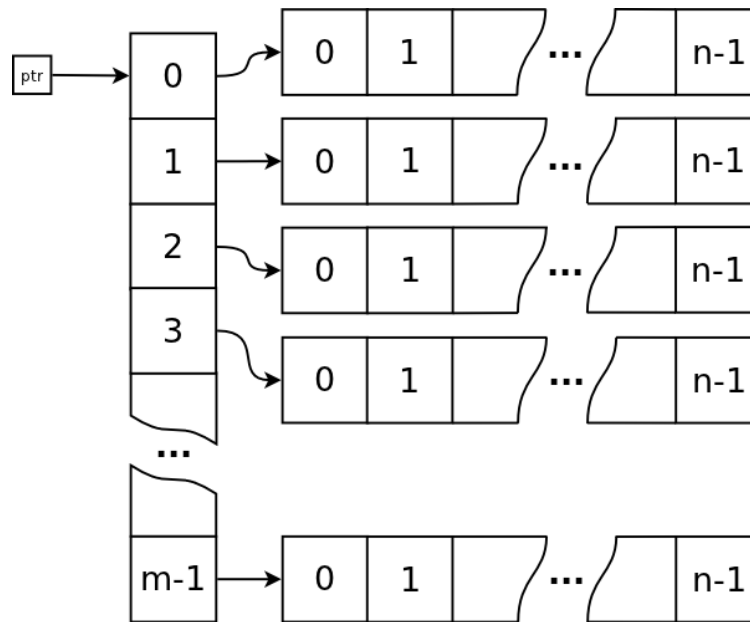 0 1 ... n-1
ptr 0
1 0 1 ... n-1
2 0 1 ... n-1
3 0 1 ... n-1
...
m-1 0 1 ... n-1